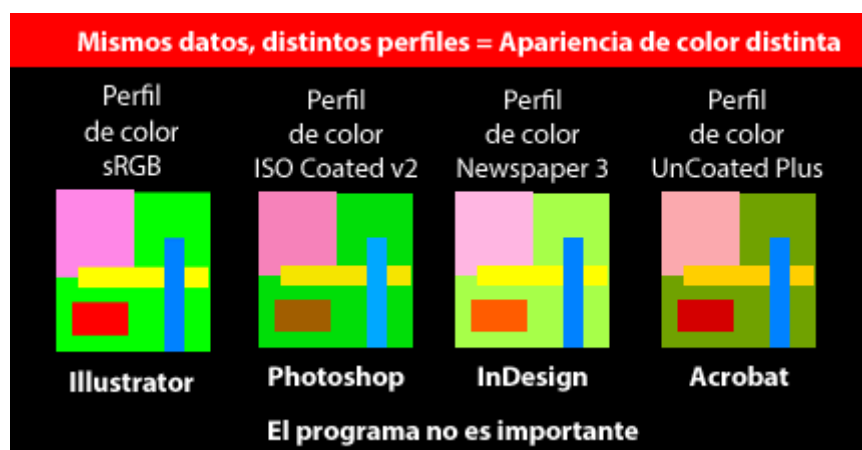 Mismos datos, distintos perfiles = Apariencia de color distinta
Perfil
de color
sRGB
Perfil
de color
ISO Coated v2
Perfil
de color
Newspaper 3
Perfil
de color
UnCoated Plus
Illustrator
Photoshop
InDesign
Acrobat
El programa no es importante